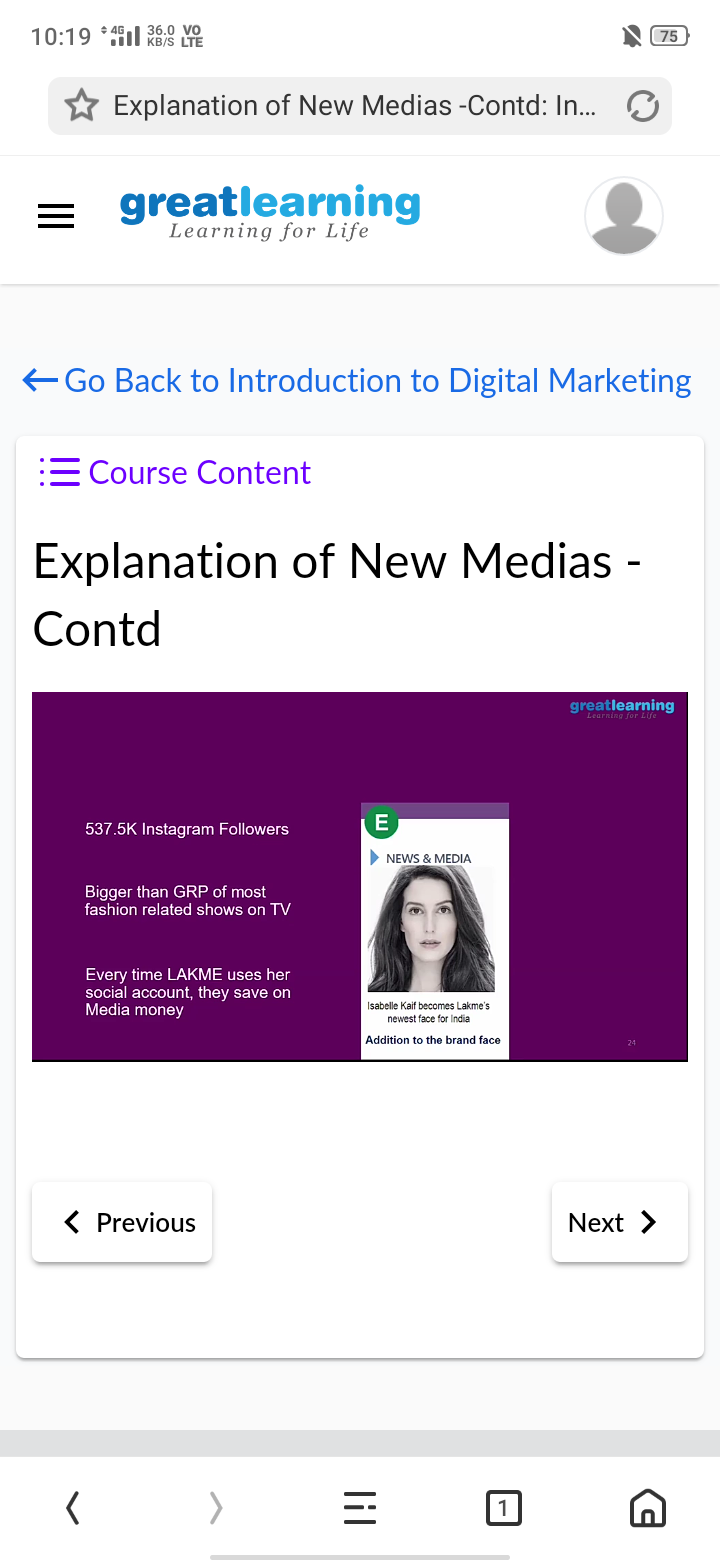 10:19 4G 36.0 KB/S VO LTE 75
Explanation of New Medias -Contd: In...
greatlearning
Learning for Life
Go Back to Introduction to Digital Marketing
Course Content
Explanation of New Medias -
Contd
greatlearning
Learning for Life
537.5K Instagram Followers
Bigger than GRP of most
fashion related shows on TV
Every time LAKME uses her
social account, they save on
Media money
E
NEWS & MEDIA
Isabelle Kaif becomes Lakme's
newest face for India
Addition to the brand face
24
Previous
Next
1